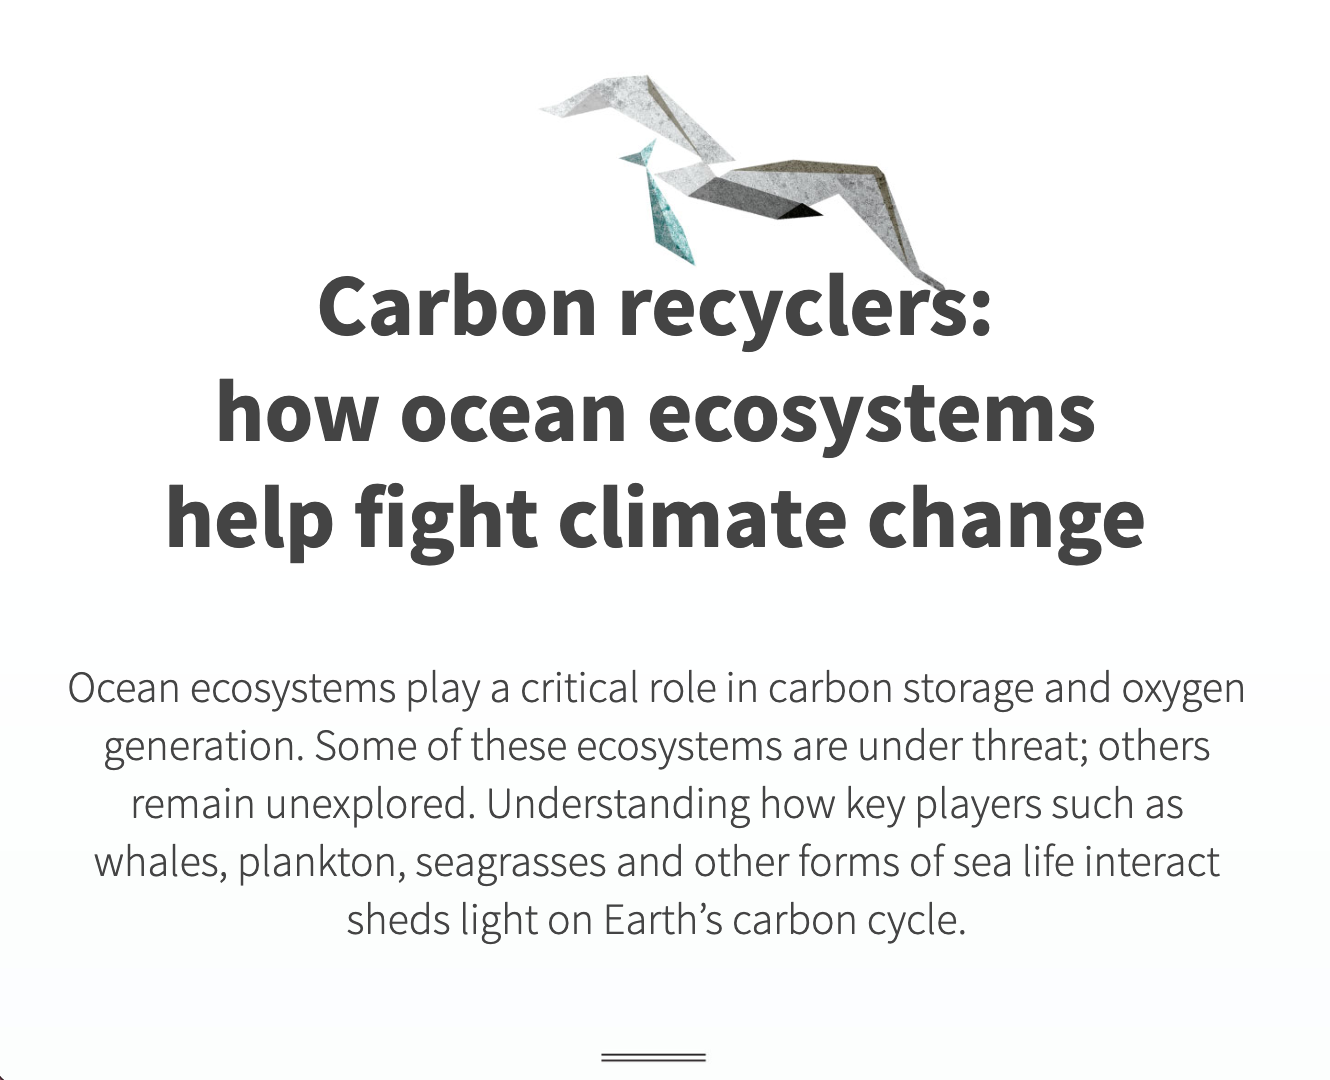 Carbon recyclers:
how ocean ecosystems
help fight climate change
Ocean ecosystems play a critical role in carbon storage and oxygen
generation. Some of these ecosystems are under threat; others
remain unexplored. Understanding how key players such as
whales, plankton, seagrasses and other forms of sea life interact
sheds light on Earth’s carbon cycle.